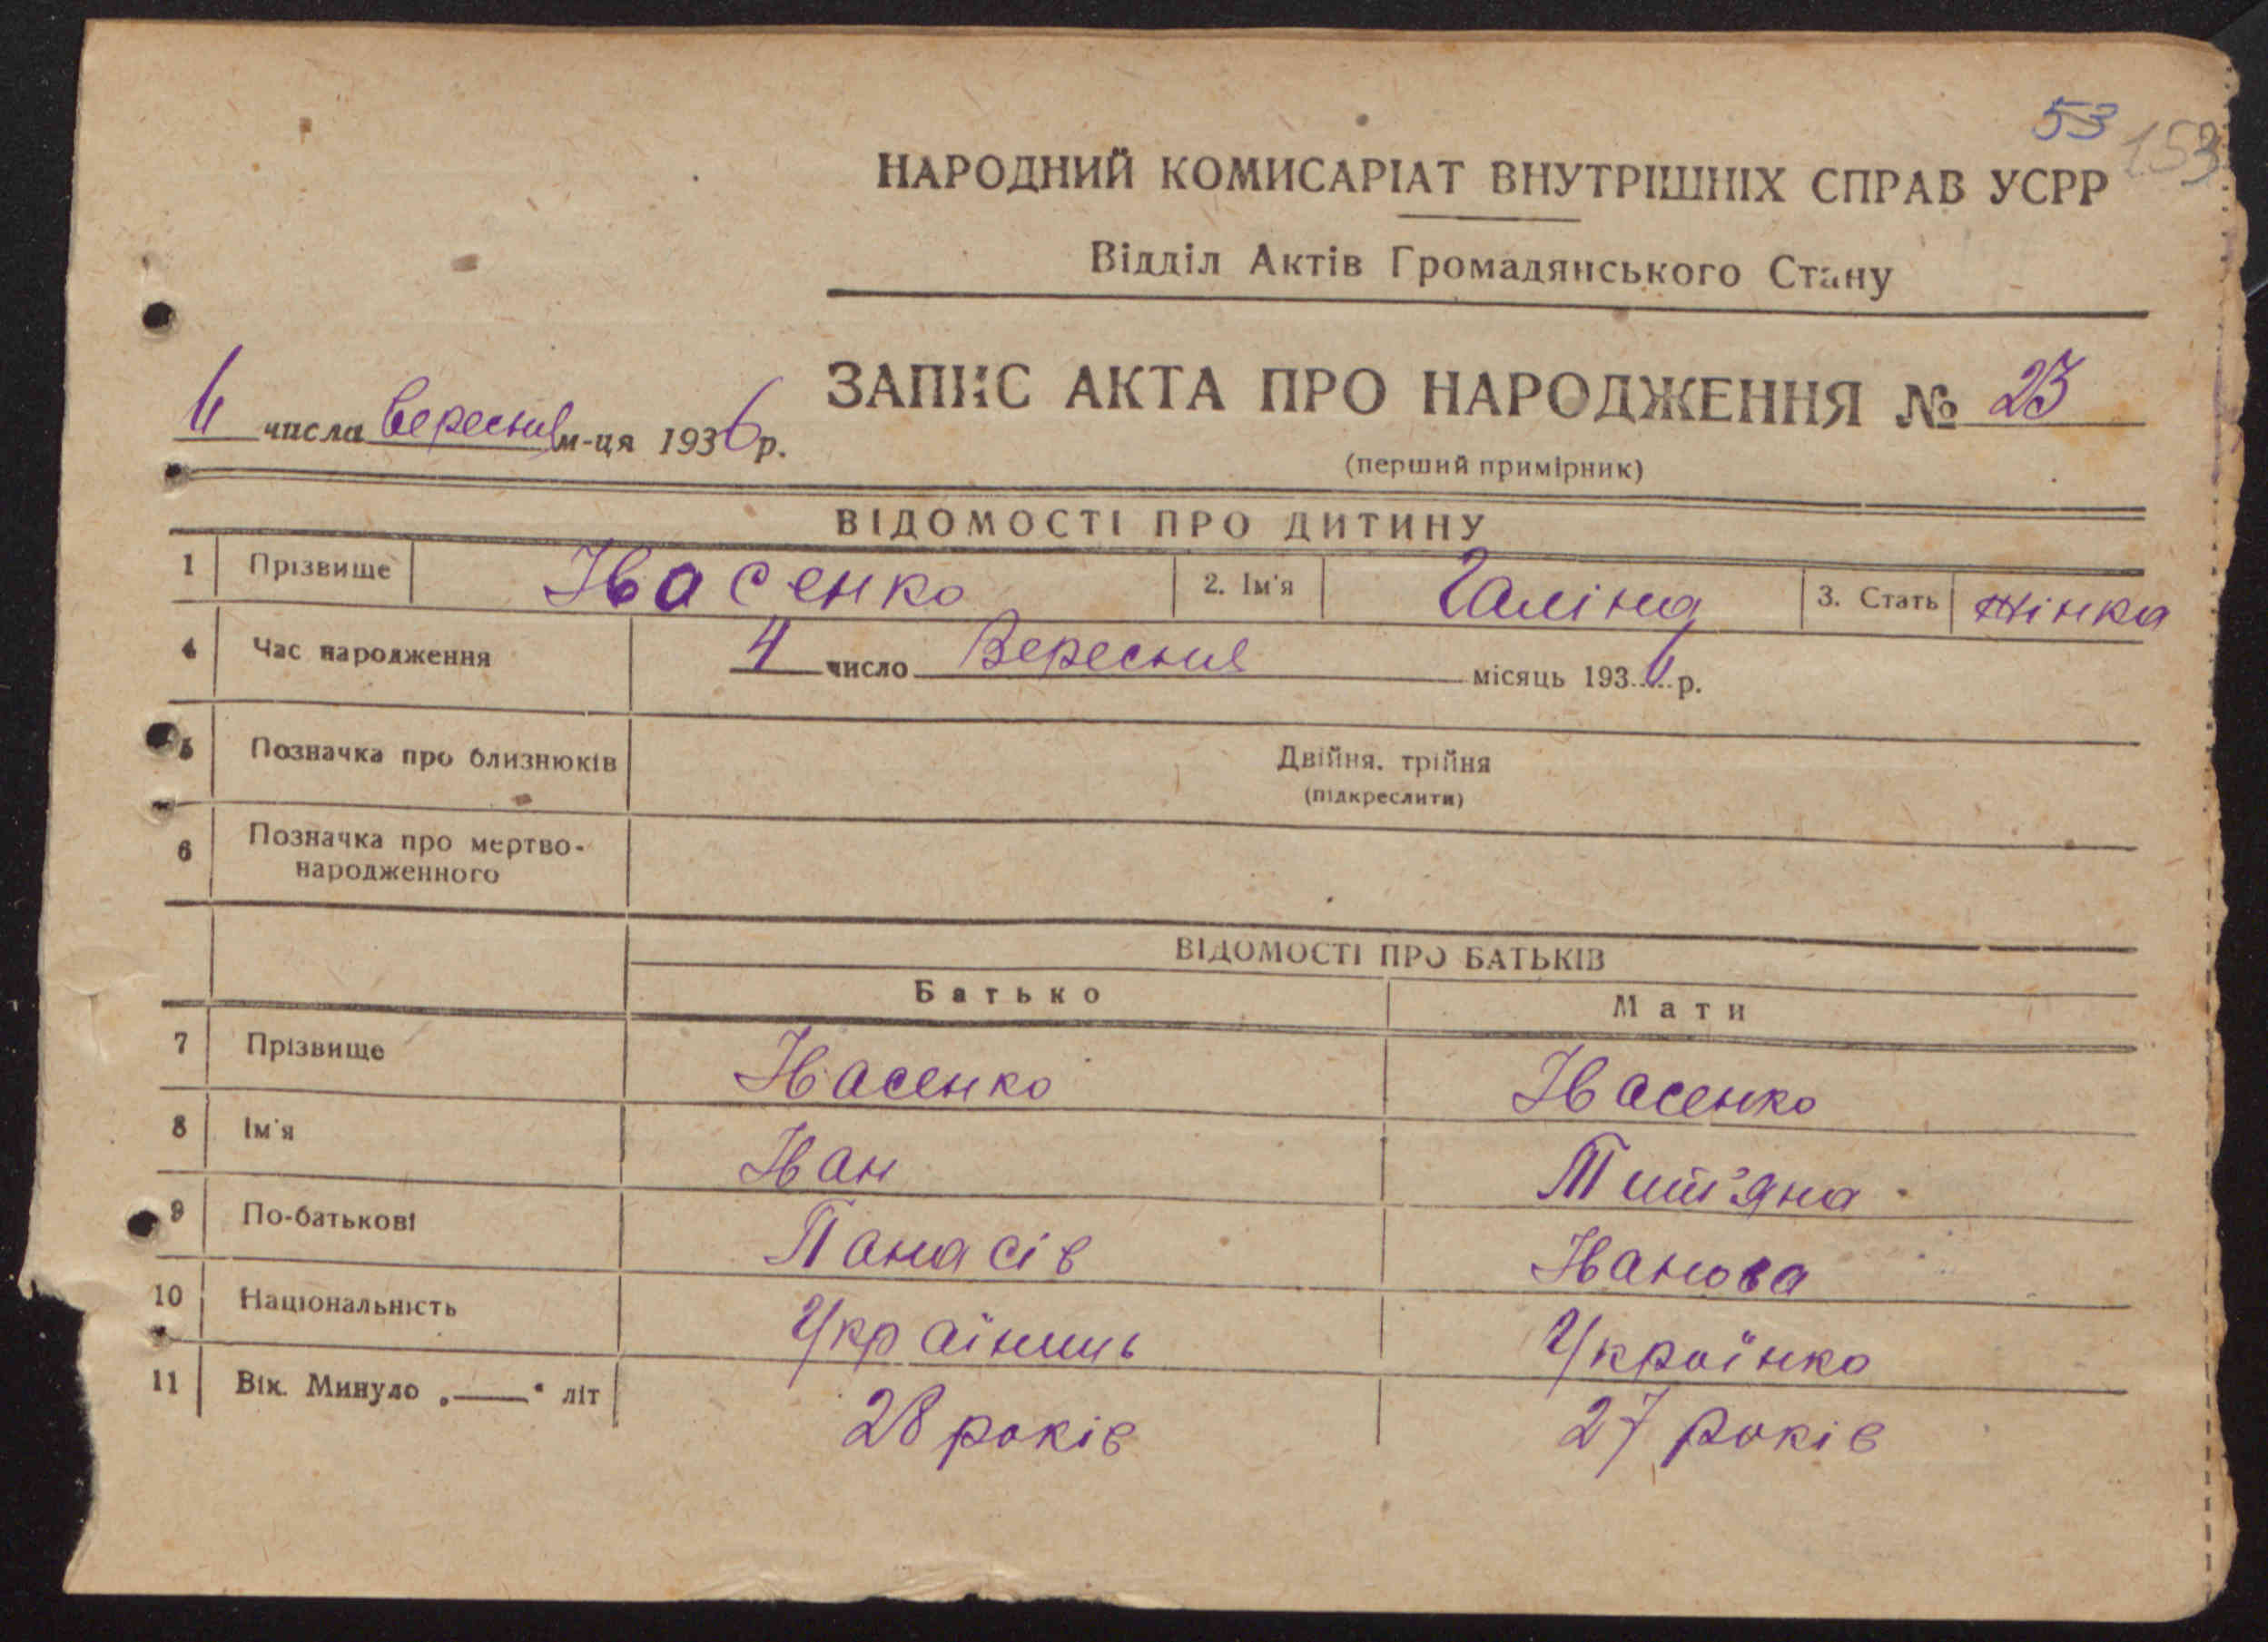 53 153
НАРОДНИЙ КОМИСАРІАТ ВНУТРІШНІХ СПРАВ УСРР
Відділ Актів Громадянського Стану
ЗАПИС АКТА ПРО НАРОДЖЕННЯ № 23
6 числа вересня м-ця 1936 р.
(перший примірник)
ВІДОМОСТІ ПРО ДИТИНУ
1 Прізвище Івасенко 2. Ім'я Галіна 3. Стать жінка
4 Час народження 4 число Вересня місяць 1936 р.
5 Позначка про близнюків Двійня. трійня
(підкреслити)
6 Позначка про мертво-
народженного
ВІДОМОСТІ ПРО БАТЬКІВ
Батько Мати
7 Прізвище Івасенко Івасенко
8 Ім'я Іван Тит'яна
9 По-батькові Панасів Іванова
10 Національність Українець Українка
11 Вік. Минуло „——“ літ 28 років 27 років